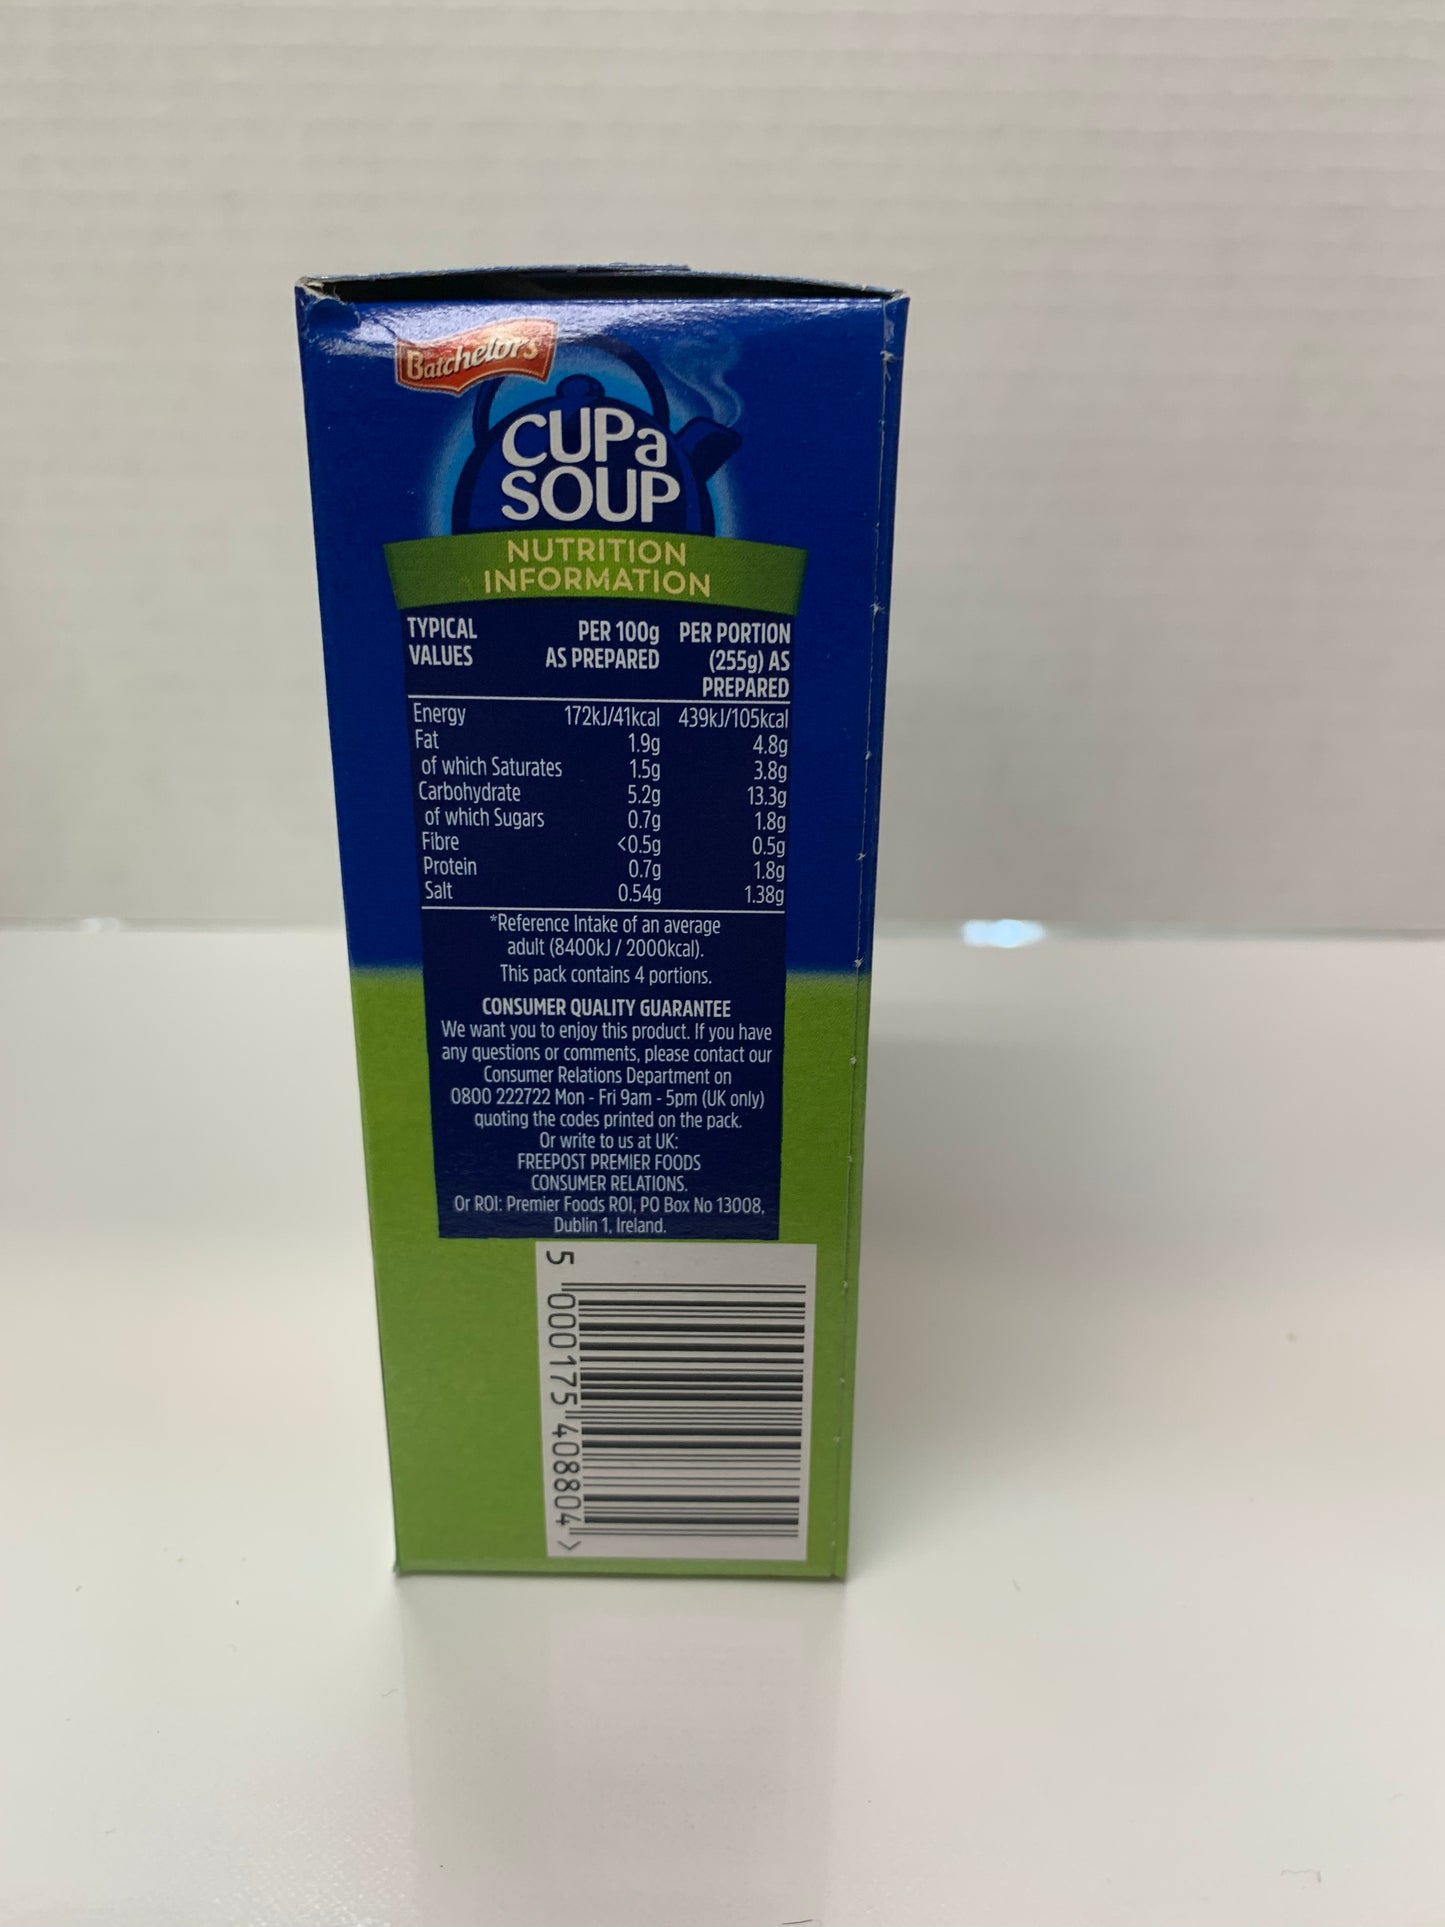 Batchelors
CUPa
SOUP
NUTRITION
INFORMATION
TYPICAL VALUES PER 100g AS PREPARED PER PORTION (255g) AS PREPARED
Energy 172kJ/41kcal 439kJ/105kcal
Fat 1.9g 4.8g
of which Saturates 1.5g 3.8g
Carbohydrate 5.2g 13.3g
of which Sugars 0.7g 1.8g
Fibre <0.5g 0.5g
Protein 0.7g 1.8g
Salt 0.54g 1.38g
*Reference Intake of an average
adult (8400kJ / 2000kcal).
This pack contains 4 portions.
CONSUMER QUALITY GUARANTEE
We want you to enjoy this product. If you have
any questions or comments, please contact our
Consumer Relations Department on
0800 222722 Mon - Fri 9am - 5pm (UK only)
quoting the codes printed on the pack.
Or write to us at UK:
FREEPOST PREMIER FOODS
CONSUMER RELATIONS.
Or ROI: Premier Foods ROI, PO Box No 13008,
Dublin 1, Ireland.
5 000175 408804 >